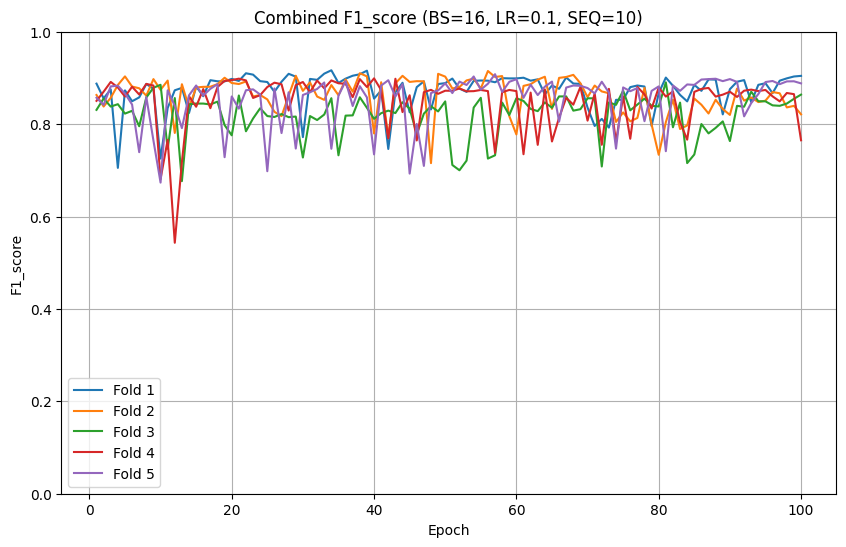 Combined F1_score (BS=16, LR=0.1, SEQ=10)
F1_score
1.0
0.8
0.6
0.4
0.2
0.0
Fold 1
Fold 2
Fold 3
Fold 4
Fold 5
0 20 40 60 80 100
Epoch